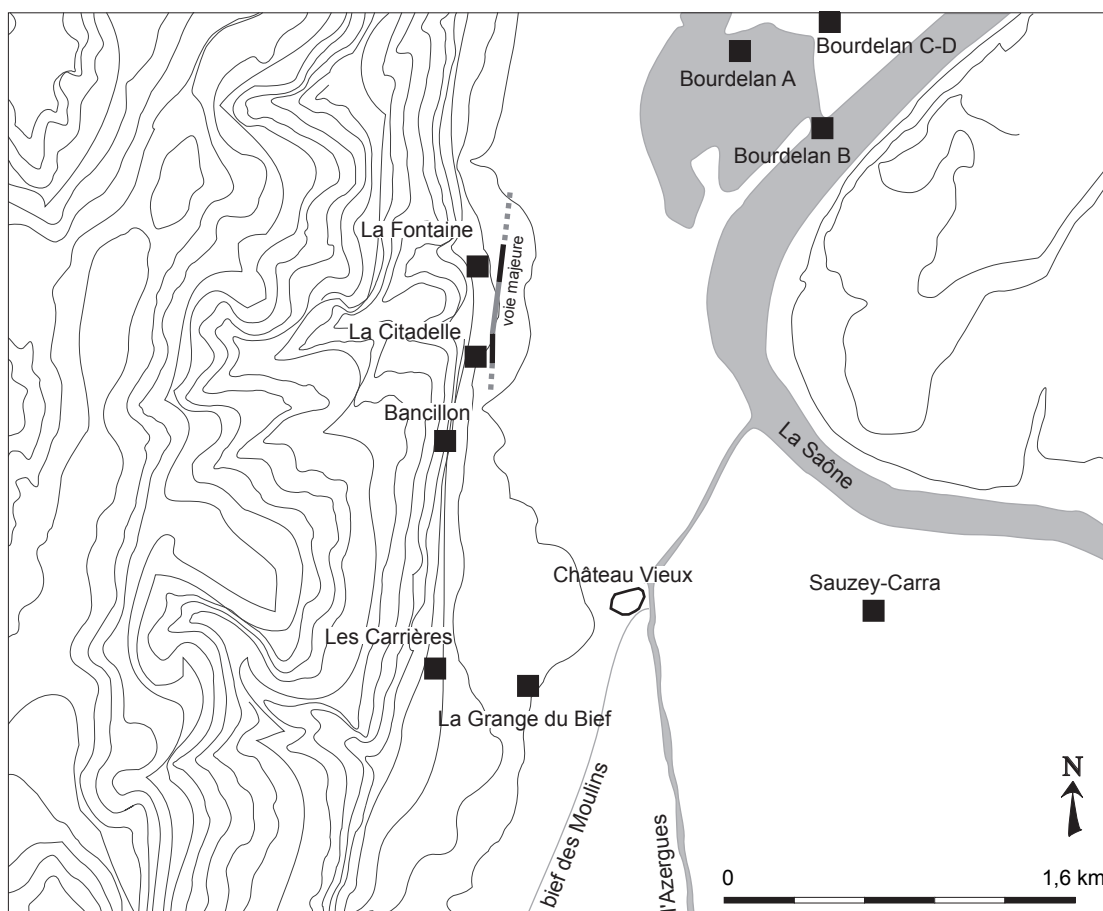 Bourdelan C-D
Bourdelan A
Bourdelan B
La Fontaine
voie majeure
La Citadelle
Bancillon
La Saône
Château Vieux
Sauzey-Carra
Les Carrières
La Grange du Bief
bief des Moulins
l'Azergues
N
0 1,6 km